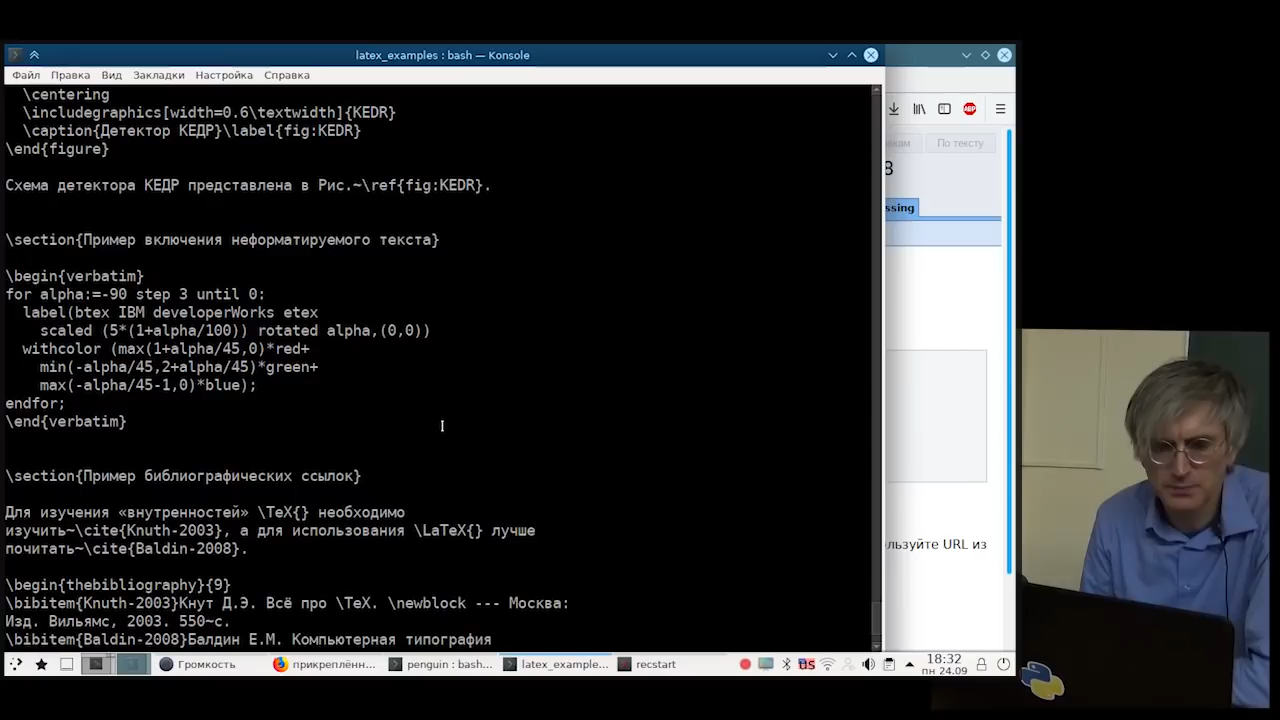 latex_examples : bash — Konsole
Файл Правка Вид Закладки Настройка Справка
\centering
\includegraphics[width=0.6\textwidth]{KEDR}
\caption{Детектор КЕДР}\label{fig:KEDR}
\end{figure}
Схема детектора КЕДР представлена в Рис.~\ref{fig:KEDR}.
\section{Пример включения неформатируемого текста}
\begin{verbatim}
for alpha:=-90 step 3 until 0:
label(btex IBM developerWorks etex
scaled (5*(1+alpha/100)) rotated alpha,(0,0))
withcolor (max(1+alpha/45,0)*red+
min(-alpha/45,2+alpha/45)*green+
max(-alpha/45-1,0)*blue);
endfor;
\end{verbatim}
\section{Пример библиографических ссылок}
Для изучения «внутренностей» \TeX{} необходимо
изучить~\cite{Knuth-2003}, а для использования \LaTeX{} лучше
почитать~\cite{Baldin-2008}.
\begin{thebibliography}{9}
\bibitem{Knuth-2003}Кнут Д.Э. Всё про \TeX. \newblock --- Москва:
Изд. Вильямс, 2003. 550~с.
\bibitem{Baldin-2008}Балдин Е.М. Компьютерная типография
ABP
По тексту
8
ssing
льзуйте URL из
Громкость
прикреплённ...
penguin : bash...
latex_example...
recstart
us
18:32
пн 24.09